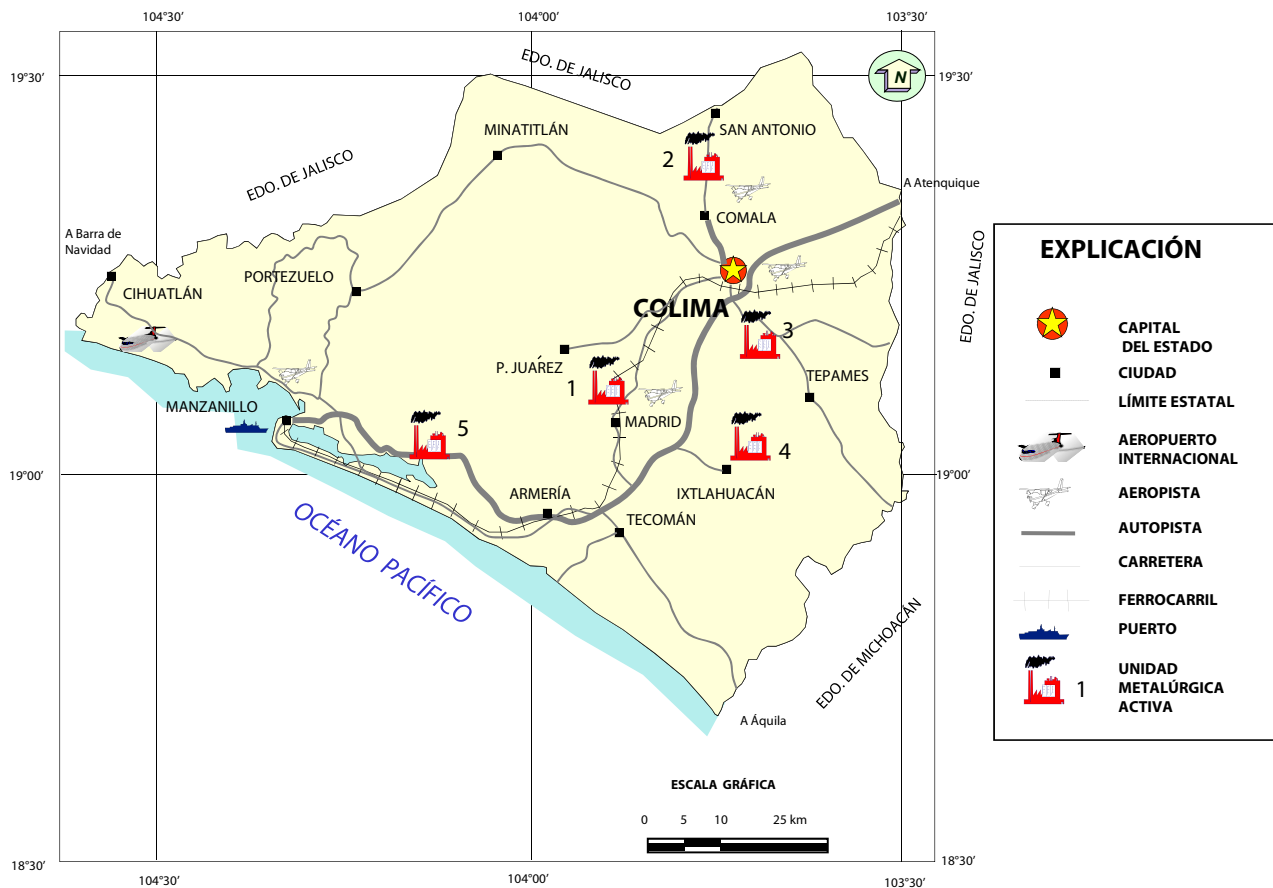 104°30’
104°00’
103°30’
19°30’
19°30’
EDO. DE JALISCO
N
MINATITLÁN
SAN ANTONIO
2
EDO. DE JALISCO
A Atenquique
COMALA
A Barra de
Navidad
EDO. DE JALISCO
PORTEZUELO
CIHUATLÁN
COLIMA
3
P. JUÁREZ
TEPAMES
1
MANZANILLO
MADRID
5
4
19°00’
19°00’
ARMERÍA
IXTLAHUACÁN
TECOMÁN
OCÉANO PACÍFICO
EDO. DE MICHOACÁN
A Áquila
EXPLICACIÓN
CAPITAL
DEL ESTADO
CIUDAD
LÍMITE ESTATAL
AEROPUERTO
INTERNACIONAL
AEROPISTA
AUTOPISTA
CARRETERA
FERROCARRIL
PUERTO
1
UNIDAD
METALÚRGICA
ACTIVA
ESCALA GRÁFICA
0 5 10 25 km
18°30’
18°30’
104°30’
104°00’
103°30’